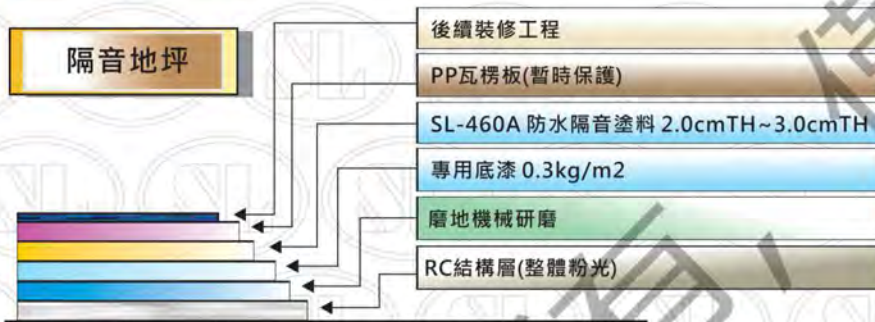 隔音地坪
後續裝修工程
PP瓦楞板(暫時保護)
SL-460A 防水隔音塗料 2.0cmTH~3.0cmTH
專用底漆 0.3kg/m2
磨地機械研磨
RC結構層(整體粉光)
有,